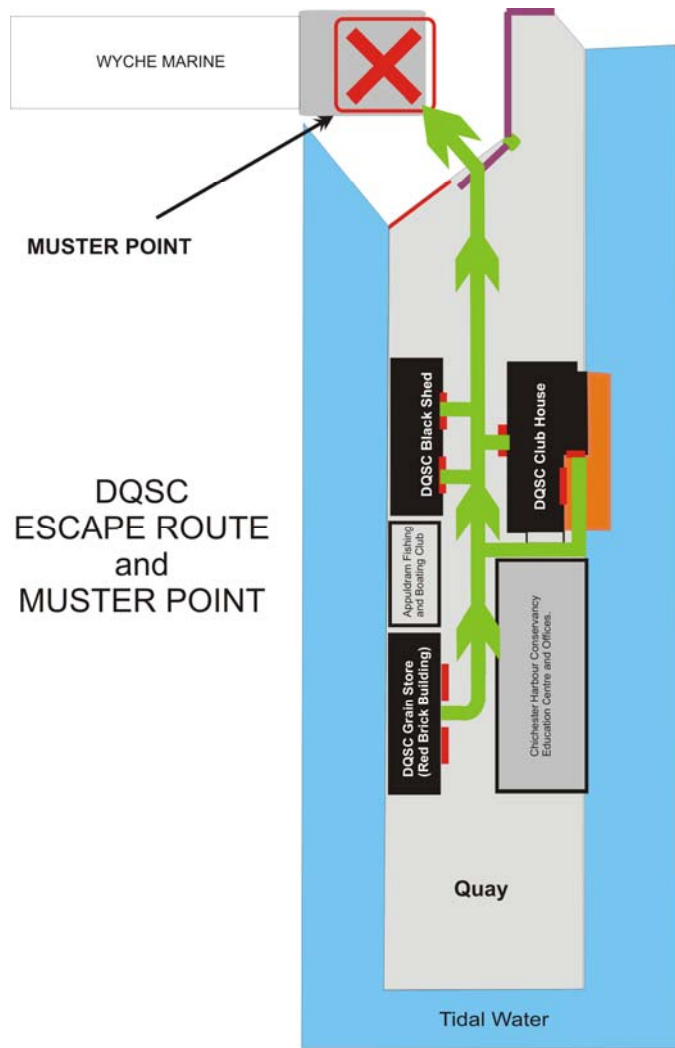 WYCHE MARINE
MUSTER POINT
DQSC
ESCAPE ROUTE
and
MUSTER POINT
DQSC Black Shed
DQSC Club House
Appuldram Fishing
and Boating Club
DQSC Grain Store
(Red Brick Building)
Chichester Harbour Conservancy
Education Centre and Offices.
Quay
Tidal Water